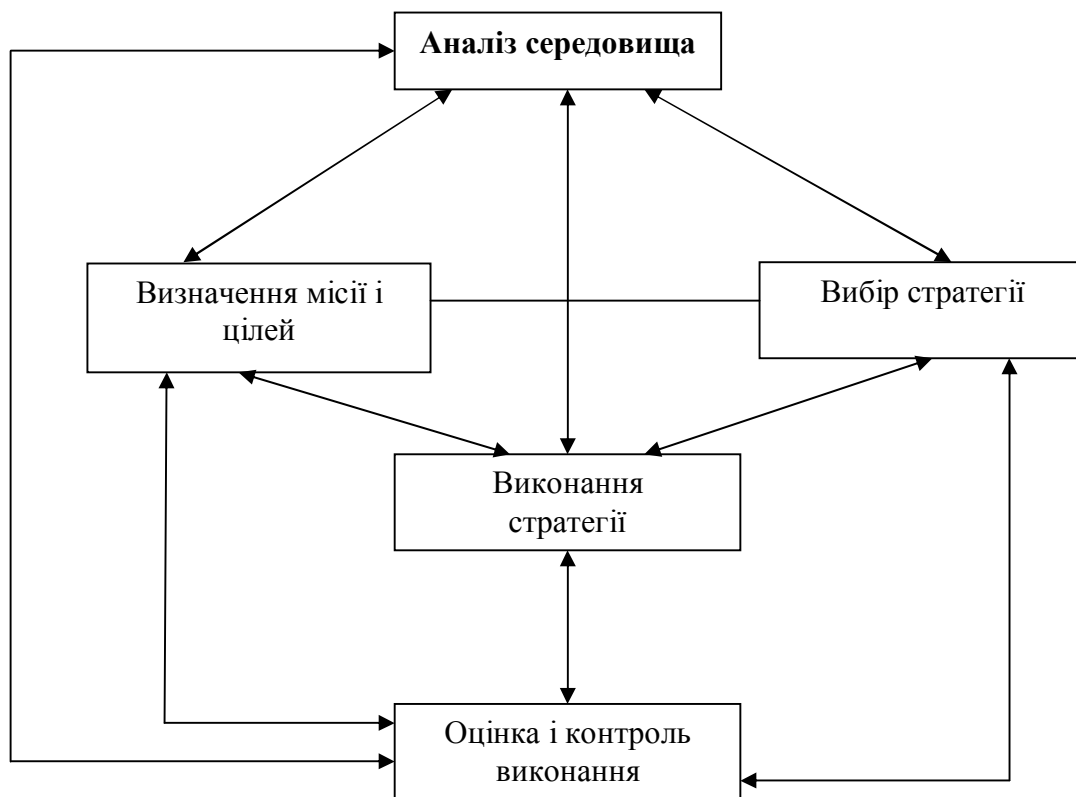 Аналіз середовища
Визначення місії і
цілей
Вибір стратегії
Виконання
стратегії
Оцінка і контроль
виконання